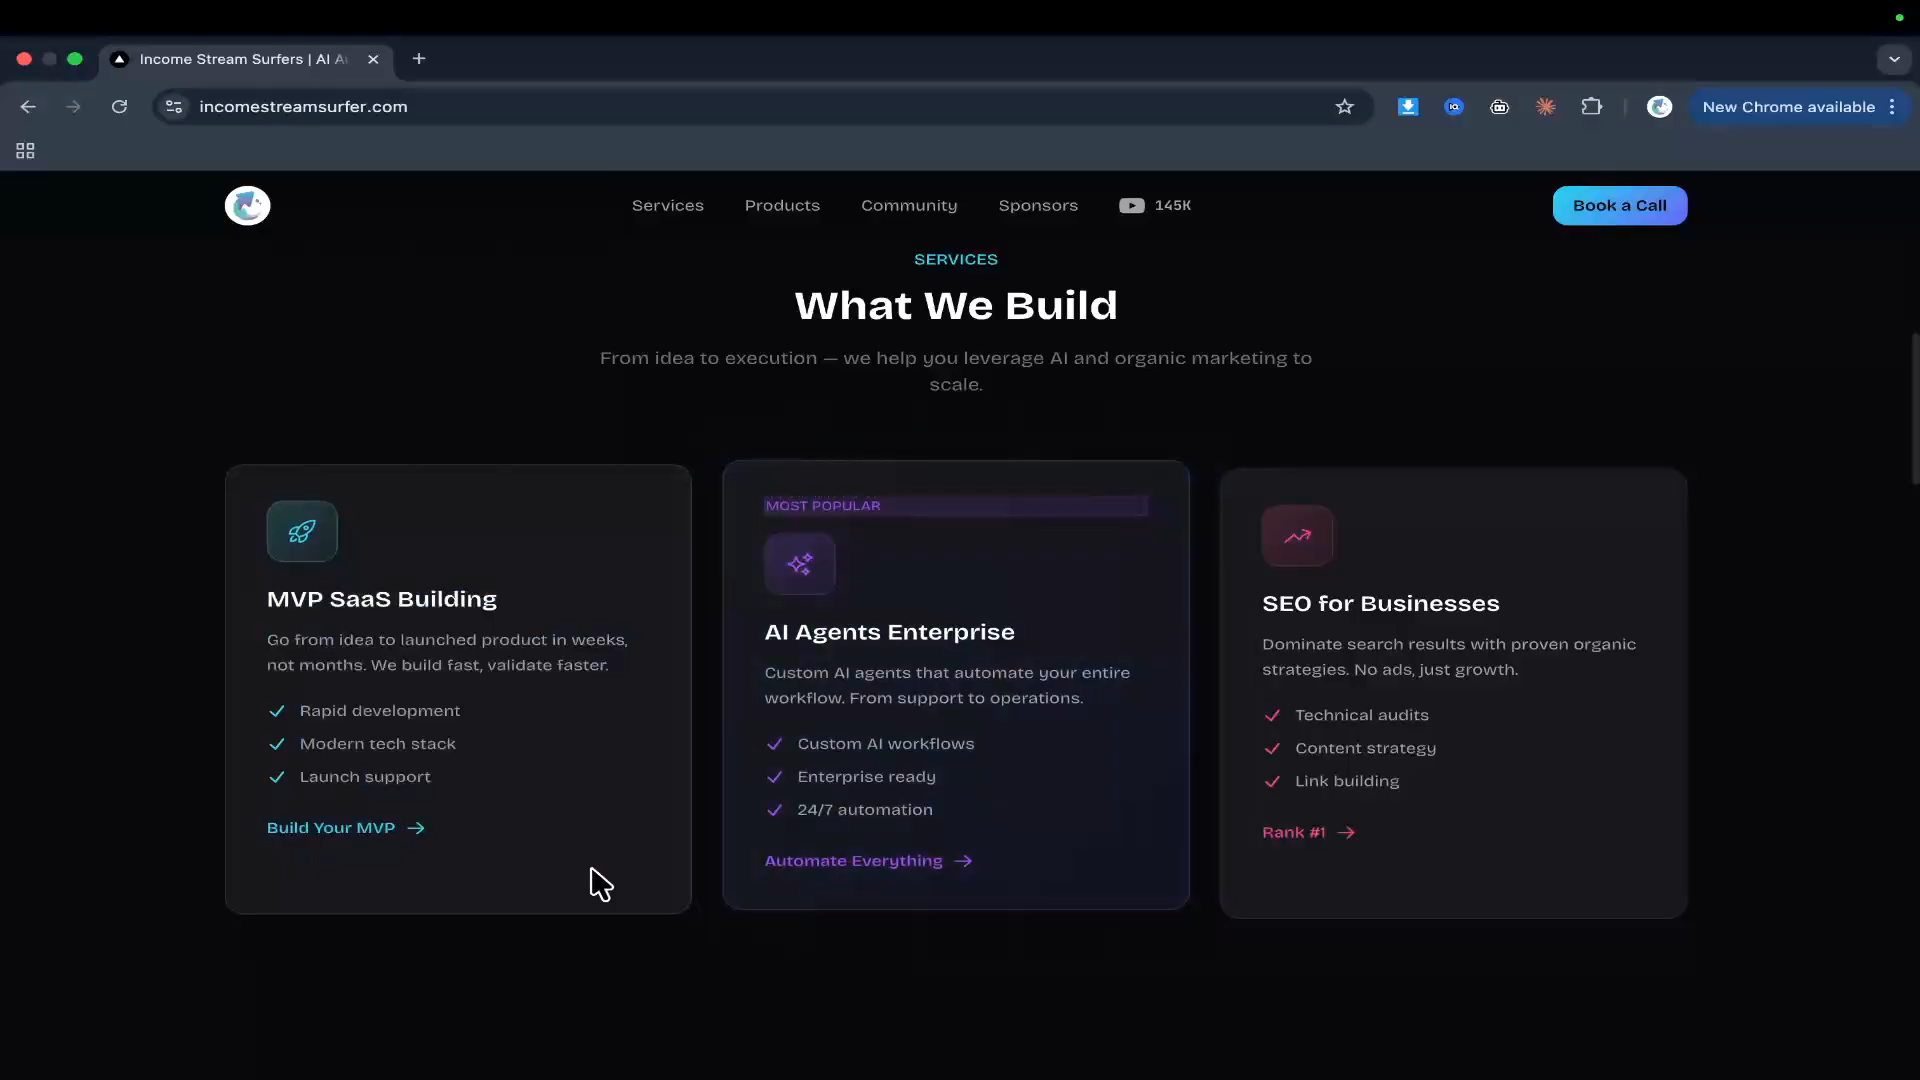 Income Stream Surfers | AI A
incomestreamsurfer.com
New Chrome available
Services
Products
Community
Sponsors
145K
Book a Call
SERVICES
What We Build
From idea to execution — we help you leverage AI and organic marketing to
scale.
MVP SaaS Building
Go from idea to launched product in weeks,
not months. We build fast, validate faster.
Rapid development
Modern tech stack
Launch support
Build Your MVP →
MOST POPULAR
AI Agents Enterprise
Custom AI agents that automate your entire
workflow. From support to operations.
Custom AI workflows
Enterprise ready
24/7 automation
Automate Everything →
SEO for Businesses
Dominate search results with proven organic
strategies. No ads, just growth.
Technical audits
Content strategy
Link building
Rank #1 →